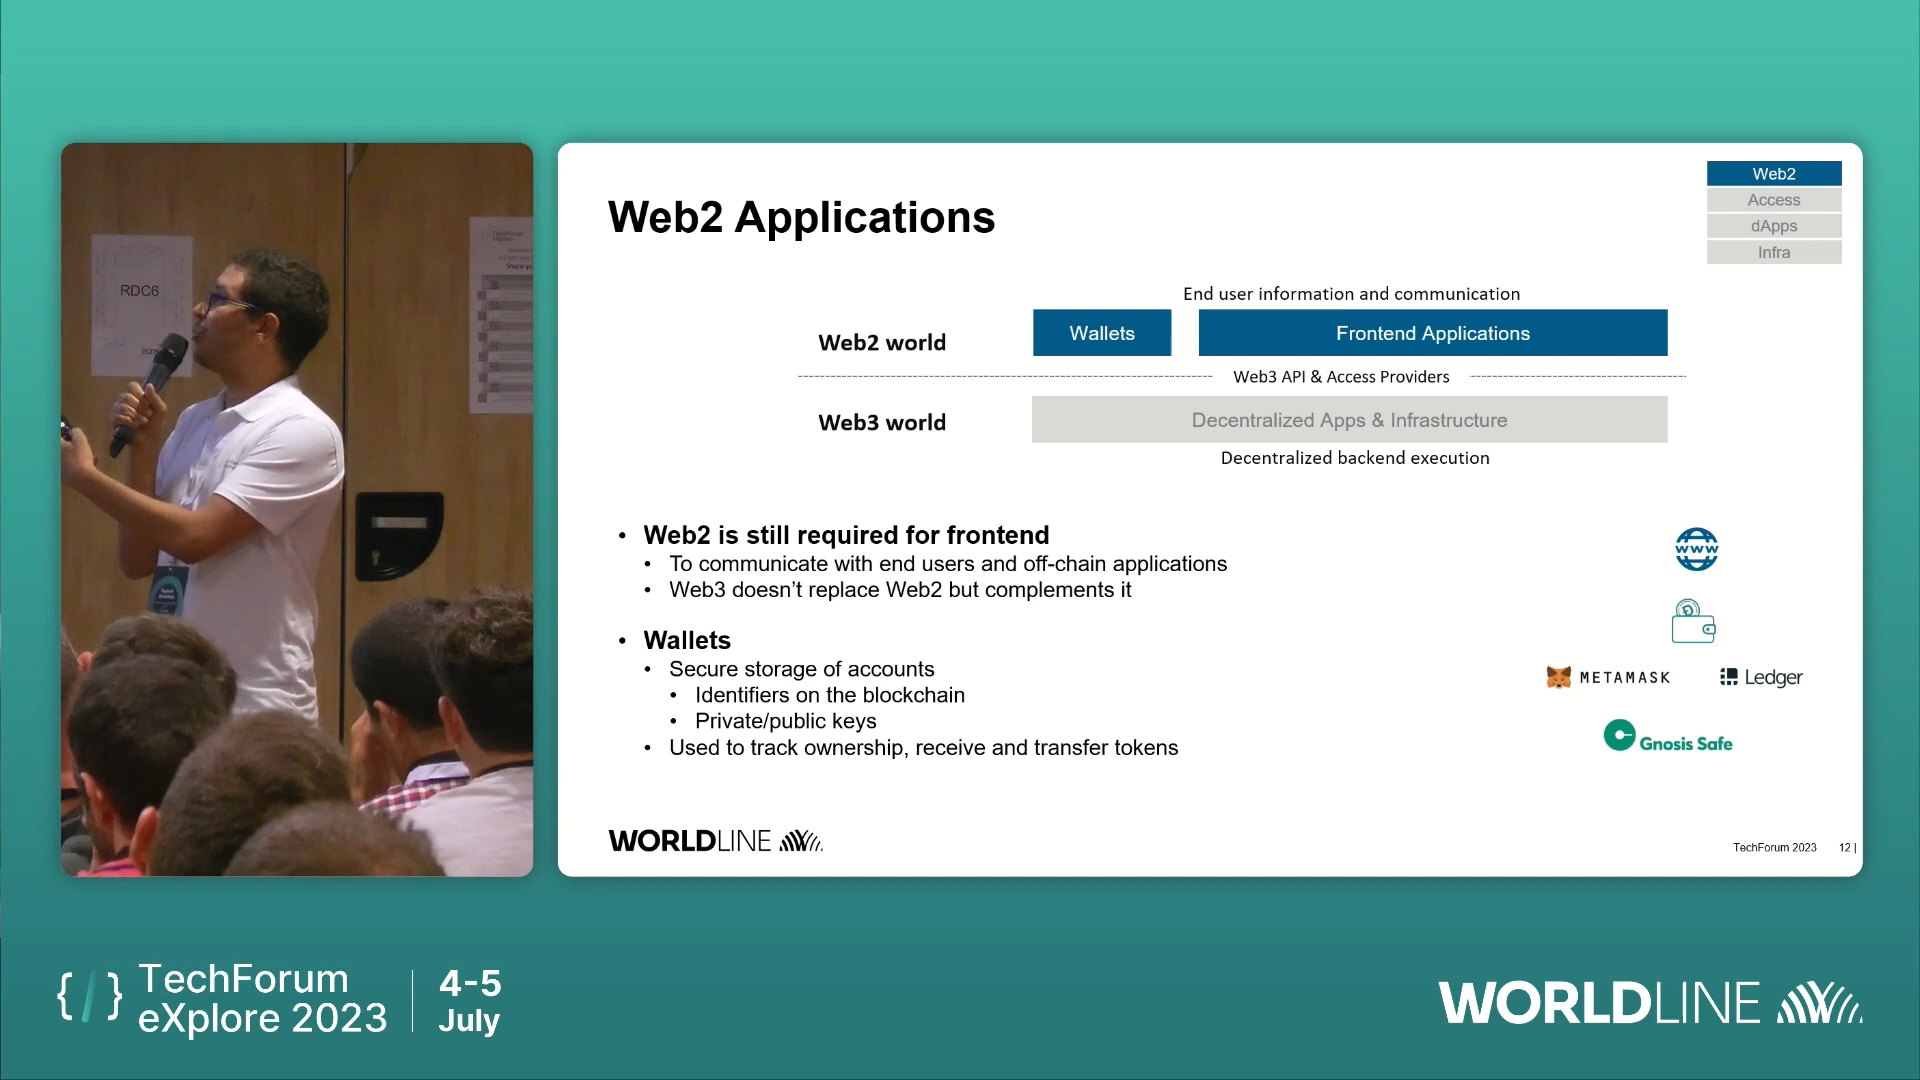 RDC6
TechForum
eXplore
Share yo
Web2 Applications
Web2
Access
dApps
Infra
End user information and communication
Web2 world
Wallets
Frontend Applications
Web3 API & Access Providers
Web3 world
Decentralized Apps & Infrastructure
Decentralized backend execution
• Web2 is still required for frontend
• To communicate with end users and off-chain applications
• Web3 doesn’t replace Web2 but complements it
• Wallets
• Secure storage of accounts
• Identifiers on the blockchain
• Private/public keys
• Used to track ownership, receive and transfer tokens
www
METAMASK
Ledger
Gnosis Safe
WORLDLINE
TechForum 2023 12 |
{/} TechForum
eXplore 2023
4-5
July
WORLDLINE